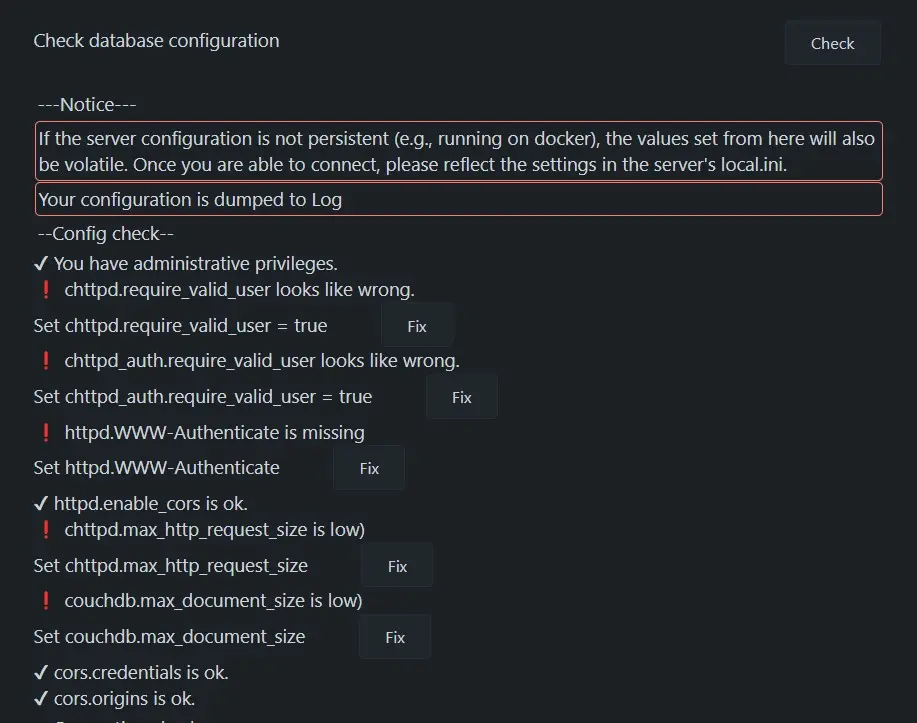 Check database configuration
Check
---Notice---
If the server configuration is not persistent (e.g., running on docker), the values set from here will also
be volatile. Once you are able to connect, please reflect the settings in the server's local.ini.
Your configuration is dumped to Log
--Config check--
✔ You have administrative privileges.
❗ chttpd.require_valid_user looks like wrong.
Set chttpd.require_valid_user = true
Fix
❗ chttpd_auth.require_valid_user looks like wrong.
Set chttpd_auth.require_valid_user = true
Fix
❗ httpd.WWW-Authenticate is missing
Set httpd.WWW-Authenticate
Fix
✔ httpd.enable_cors is ok.
❗ chttpd.max_http_request_size is low)
Set chttpd.max_http_request_size
Fix
❗ couchdb.max_document_size is low)
Set couchdb.max_document_size
Fix
✔ cors.credentials is ok.
✔ cors.origins is ok.